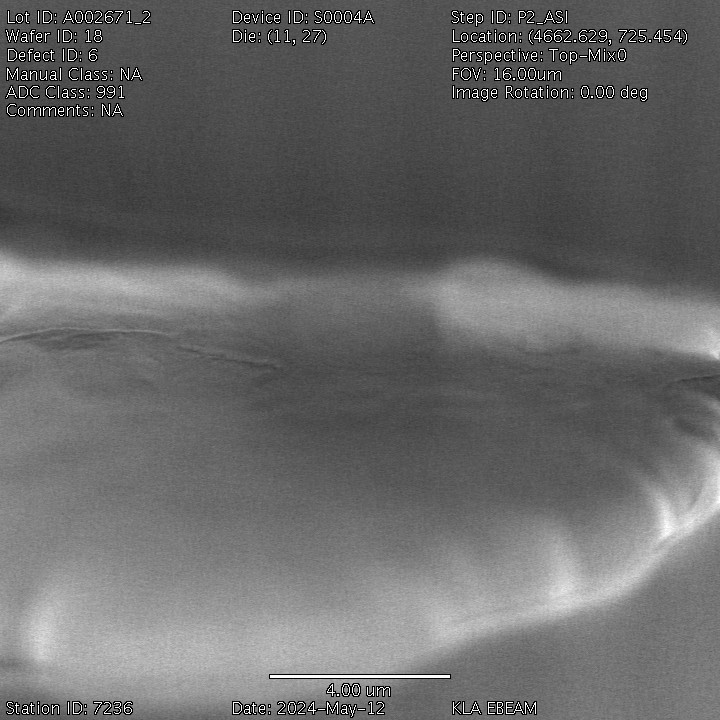 Lot ID: A002671_2 Device ID: S0004A Step ID: P2_ASI
Wafer ID: 18 Die: (11, 27) Location: (4662.629, 725.454)
Defect ID: 6 Perspective: Top-Mix0
Manual Class: NA FOV: 16.00um
ADC Class: 991 Image Rotation: 0.00 deg
Comments: NA
4.00 um
Station ID: 7236 Date: 2024-May-12 KLA EBEAM